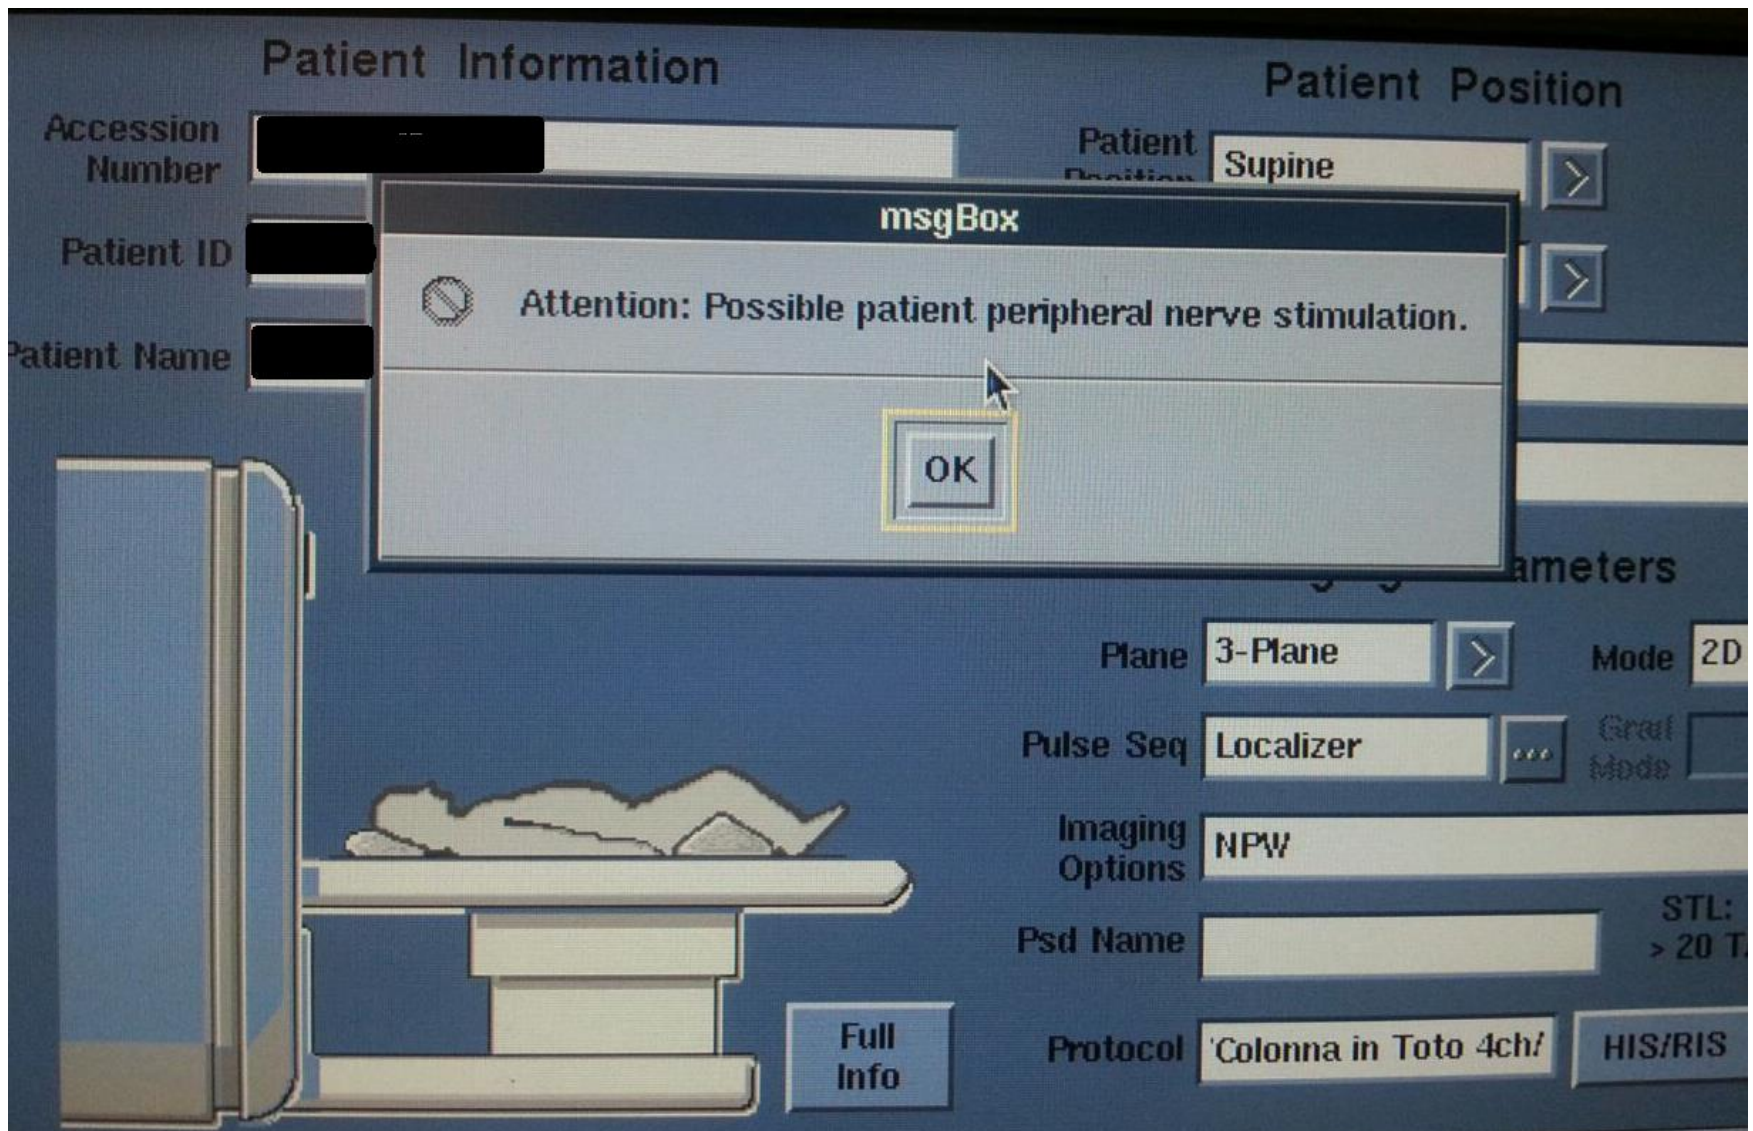 Patient Information
Patient Position
Accession
Number
Patient
Supine
msgBox
Patient ID
Attention: Possible patient peripheral nerve stimulation.
Patient Name
OK
Plane
3-Plane
Mode
2D
Pulse Seq
Localizer
...
Grad
Mode
Imaging
Options
NPW
STL:
> 20
Psd Name
Full
Info
Protocol
'Colonna in Toto 4ch/
HIS/RIS